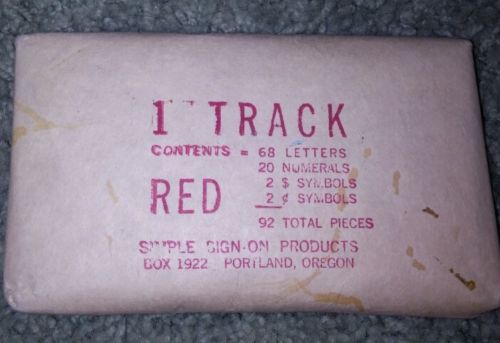 1" TRACK
CONTENTS = 68 LETTERS
20 NUMERALS
2 $ SYMBOLS
RED 2 ¢ SYMBOLS
92 TOTAL PIECES
SIMPLE SIGN-ON PRODUCTS
BOX 1922 PORTLAND, OREGON